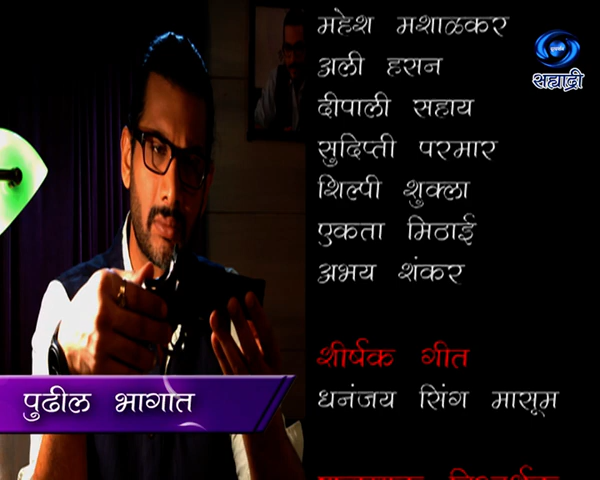 महेश मशाळकर
अली हसन
दीपाली सहाय
सुदिप्ती परमार
शिल्पी शुक्ला
एकता मिठाई
अभय शंकर
शीर्षक गीत
धनंजय सिंग मासूम
सह्याद्री
पुढील भागात